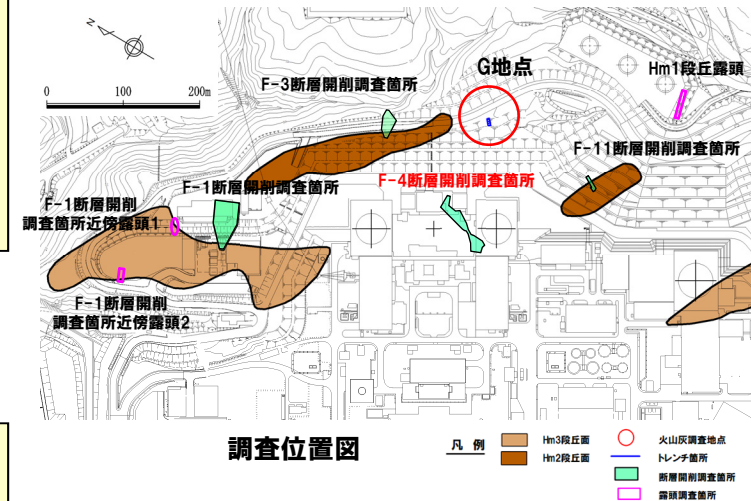 N
0 100 200m
F-3断層開削調査箇所
G地点
Hm1段丘露頭
F-11断層開削調査箇所
F-1断層開削
調査箇所近傍露頭1
F-1断層開削調査箇所
F-4断層開削調査箇所
F-1断層開削
調査箇所近傍露頭2
調査位置図
凡 例
Hm3段丘面
Hm2段丘面
火山灰調査地点
トレンチ箇所
断層開削調査箇所
露頭調査箇所